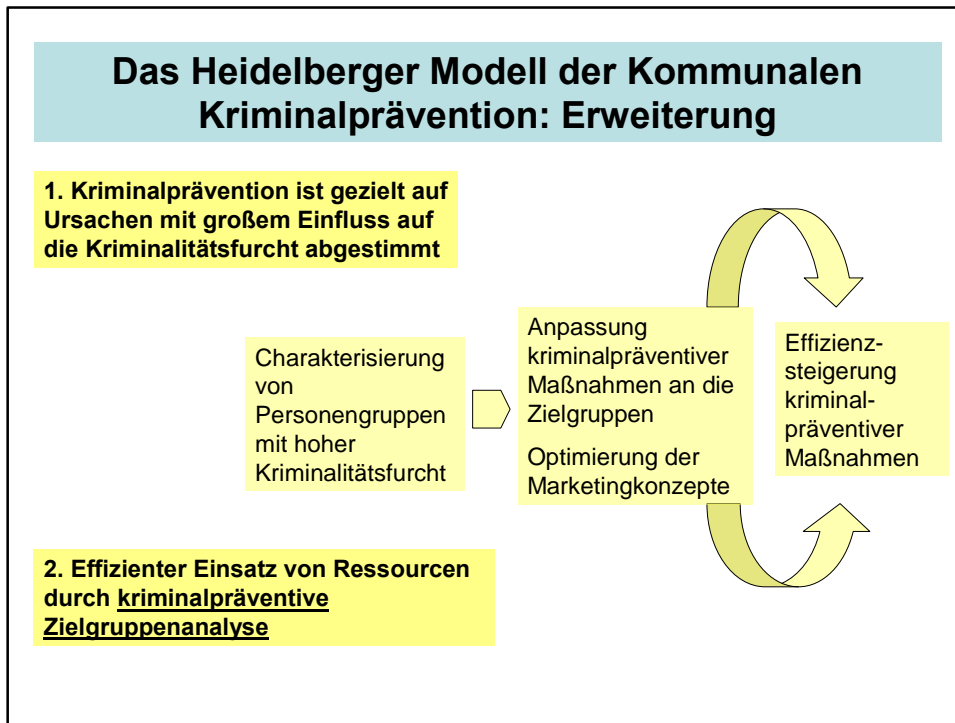 Das Heidelberger Modell der Kommunalen
Kriminalprävention: Erweiterung
1. Kriminalprävention ist gezielt auf
Ursachen mit großem Einfluss auf
die Kriminalitätsfurcht abgestimmt
Charakterisierung
von
Personengruppen
mit hoher
Kriminalitätsfurcht
Anpassung
kriminalpräventiver
Maßnahmen an die
Zielgruppen
Optimierung der
Marketingkonzepte
Effizienz-
steigerung
kriminal-
präventiver
Maßnahmen
2. Effizienter Einsatz von Ressourcen
durch kriminalpräventive
Zielgruppenanalyse